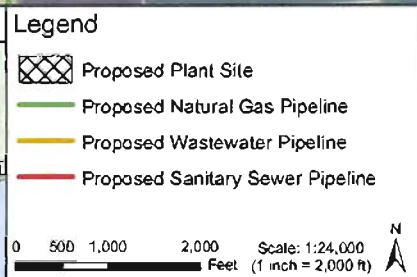 Legend
Proposed Plant Site
Proposed Natural Gas Pipeline
Proposed Wastewater Pipeline
Proposed Sanitary Sewer Pipeline
N
0 500 1,000 2,000 Scale: 1:24,000
Feet (1 inch = 2,000 ft)